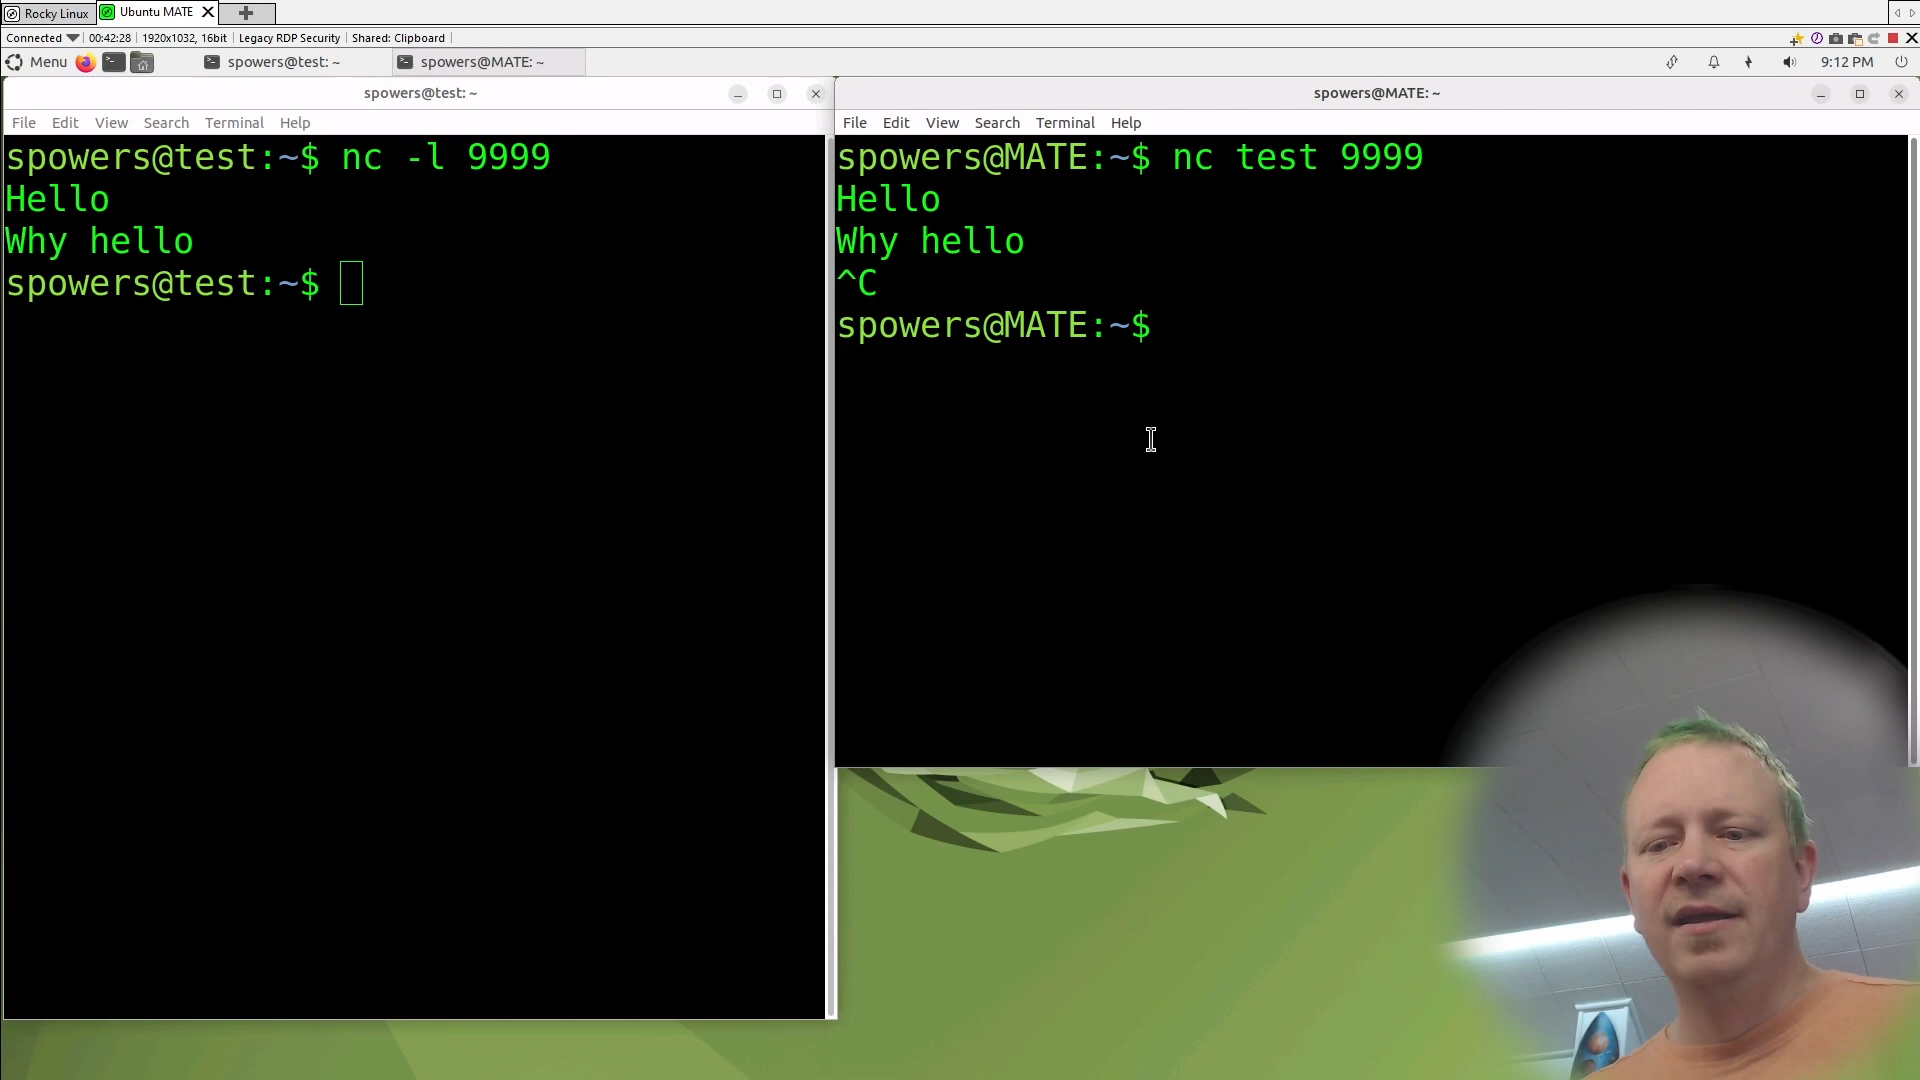 Rocky Linux
Ubuntu MATE
Connected
00:42:28
1920x1032, 16bit
Legacy RDP Security
Shared: Clipboard
Menu
spowers@test: ~
spowers@MATE: ~
9:12 PM
spowers@test: ~
File Edit View Search Terminal Help
spowers@test:~$ nc -l 9999
Hello
Why hello
spowers@test:~$
spowers@MATE: ~
File Edit View Search Terminal Help
spowers@MATE:~$ nc test 9999
Hello
Why hello
^C
spowers@MATE:~$